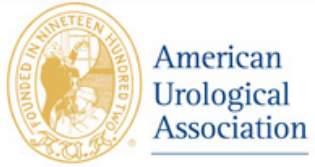 FOUNDED IN NINETEEN HUNDRED TWO
A.U.A.
®
American
Urological
Association